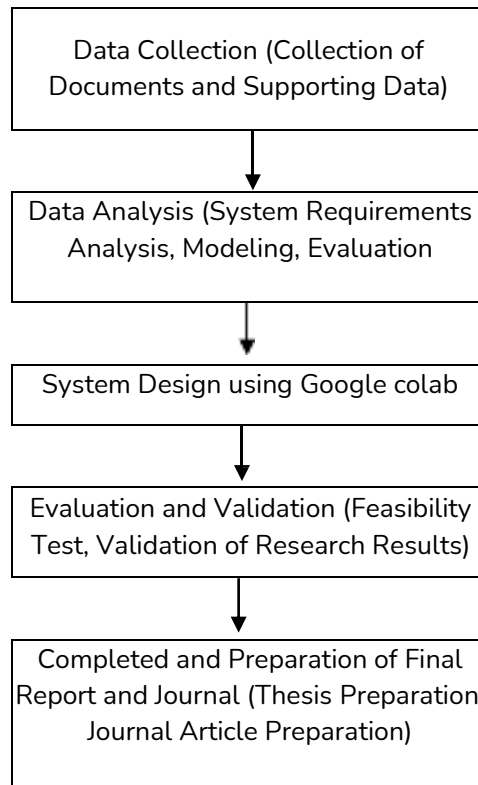 Data Collection (Collection of
Documents and Supporting Data)
Data Analysis (System Requirements
Analysis, Modeling, Evaluation
System Design using Google colab
Evaluation and Validation (Feasibility
Test, Validation of Research Results)
Completed and Preparation of Final
Report and Journal (Thesis Preparation
Journal Article Preparation)